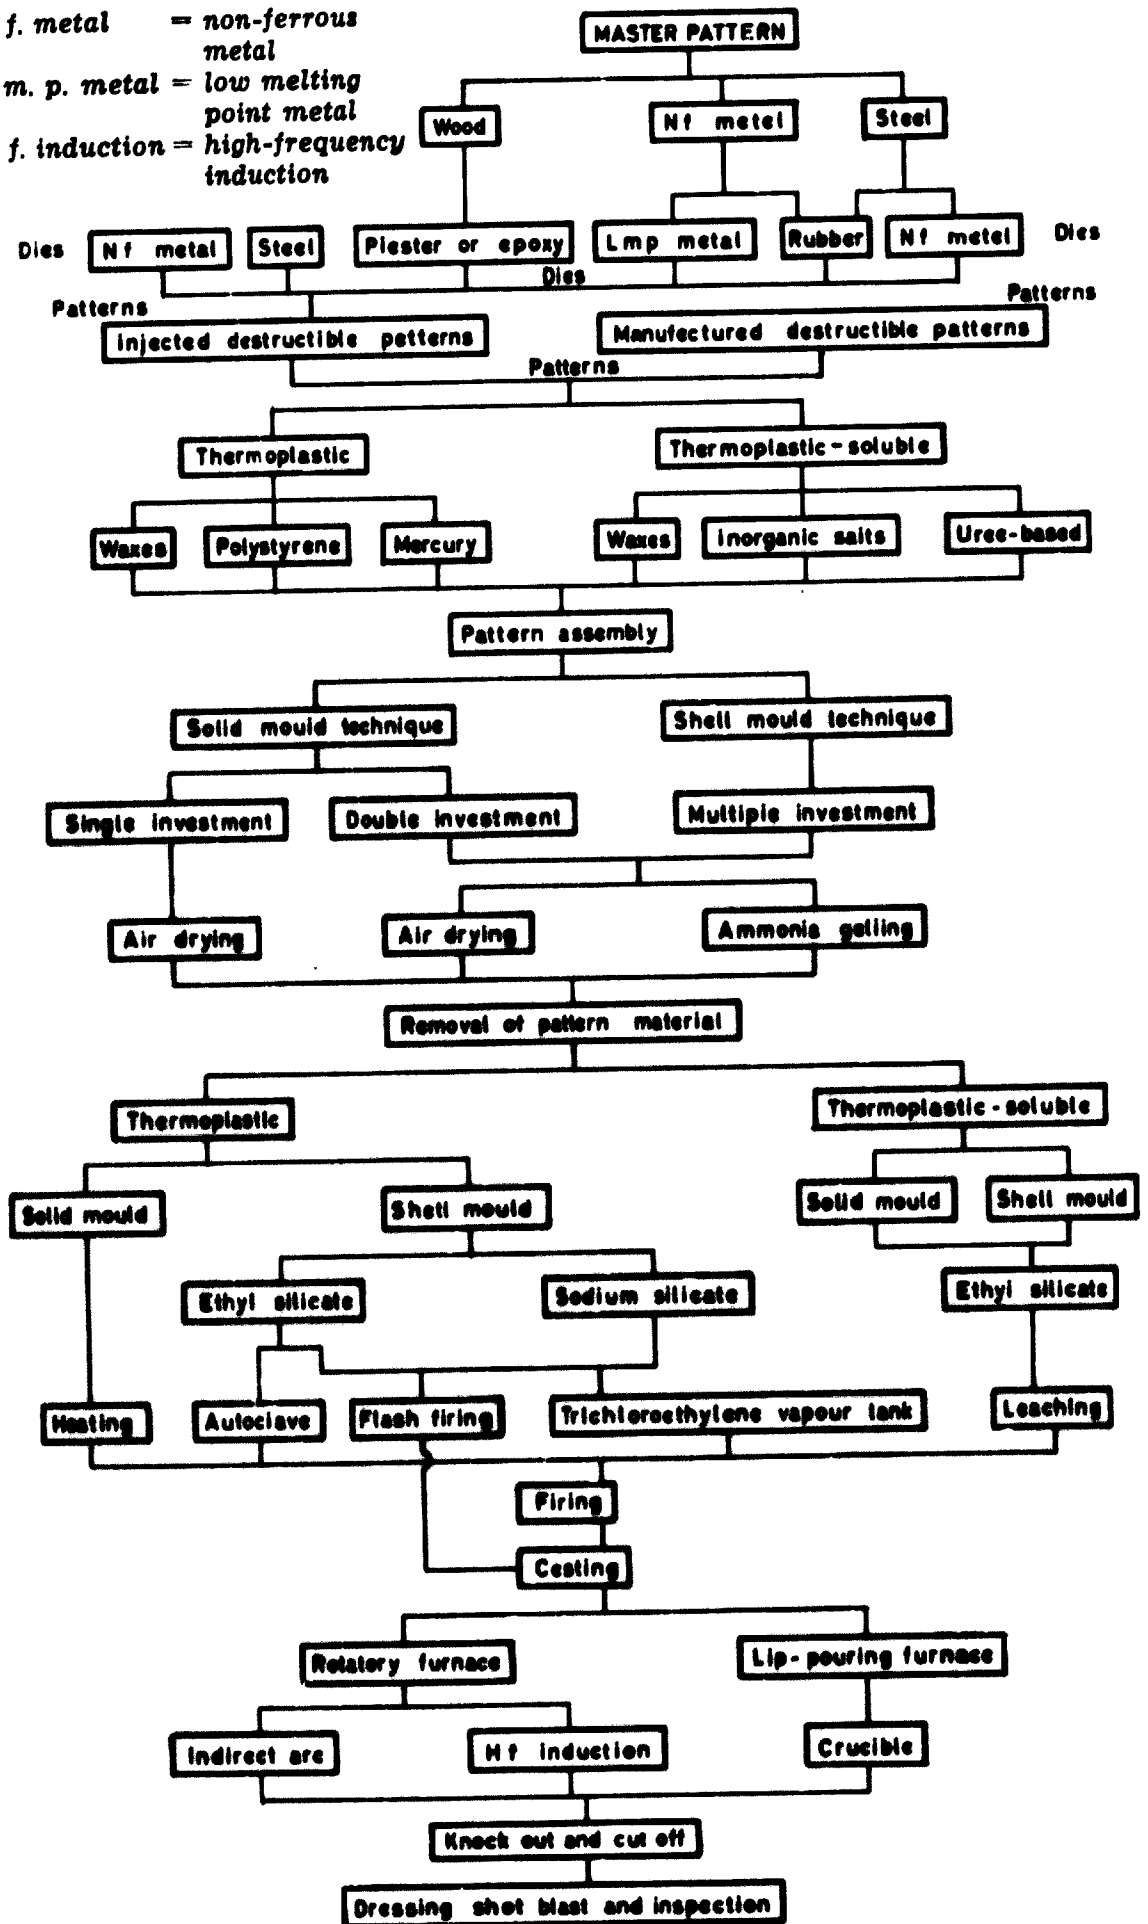 f. metal = non-ferrous
metal
m. p. metal = low melting
point metal
f. induction = high-frequency
induction
MASTER PATTERN
Wood
Nf metel
Steel
Dies
Nf metal
Steel
Plester or epoxy
Lmp metal
Rubber
Nf metel
Dies
Dies
Patterns
Patterns
injected destructible petterns
Manufectured destructible patterns
Patterns
Thermoplastic
Thermoplastic-soluble
Waxes
Polystyrene
Mercury
Waxes
inorganic salts
Uree-based
Pattern assembly
Solid mould technique
Shell mould technique
Single investment
Double investment
Multiple investment
Air drying
Air drying
Ammonia gelling
Removal of pattern material
Thermoplastic
Thermoplastic-soluble
Solid mould
Shell mould
Solid mould
Shell mould
Ethyl silicate
Sodium silicate
Ethyl silicate
Heating
Autoclave
Flash firing
Trichloroethylene vapour tank
Leaching
Firing
Cesting
Rotatory furnace
Lip-pouring furnace
Indirect arc
Hf induction
Crucible
Knock out and cut off
Dressing shot blast and inspection